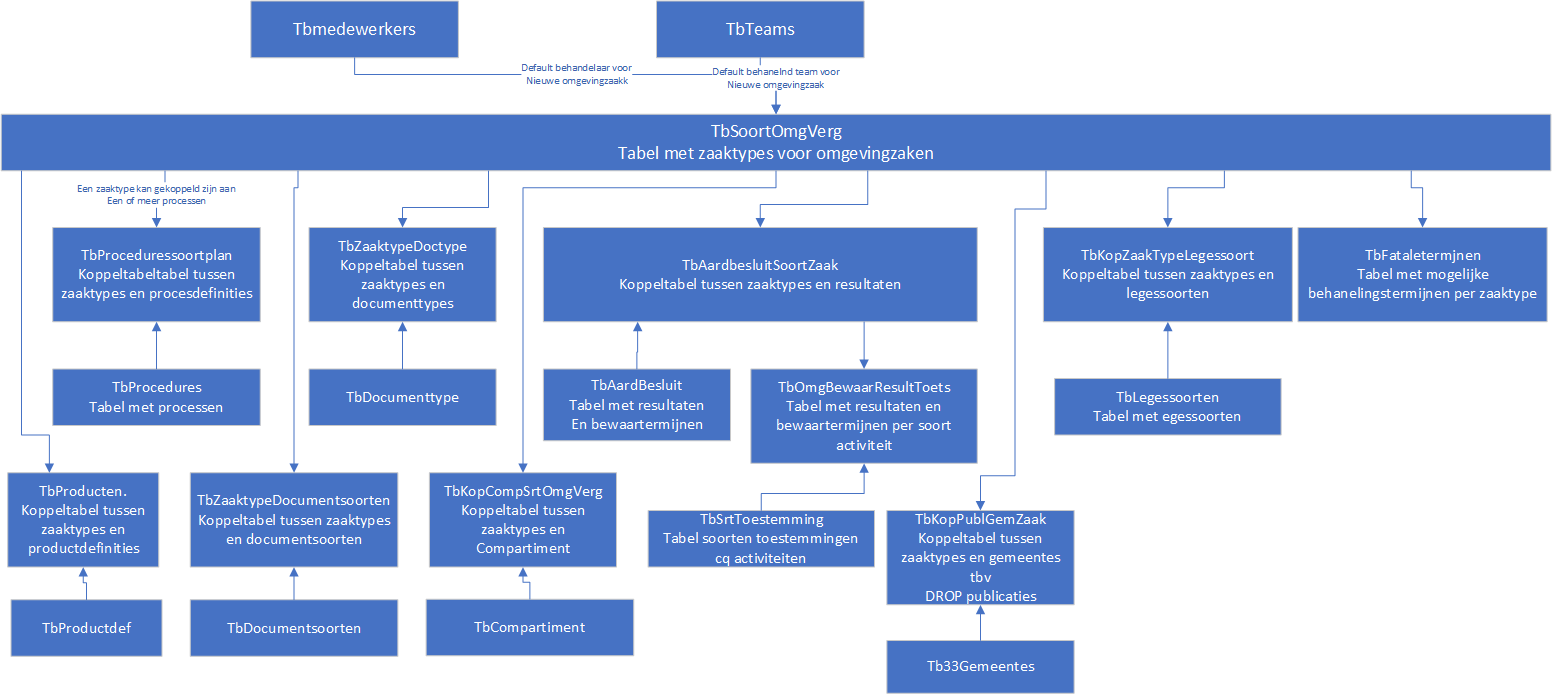 Tbmedewerkers
TbTeams
Default behandelaar voor
Nieuwe omgevingzaakk
Default behanelnd team voor
Nieuwe omgevingzaak
TbSoortOmgVerg
Tabel met zaaktypes voor omgevingzaken
Een zaaktype kan gekoppeld zijn aan
Een of meer processen
TbProceduressoortplan
Koppeltabeltabel tussen
zaaktypes en procesdefinities
TbZaaktypeDoctype
Koppeltabel tussen
zaaktypes en
documenttypes
TbAardbesluitSoortZaak
Koppeltabel tussen zaaktypes en resultaten
TbKopZaakTypeLegessoort
Koppeltabel tussen zaaktypes en
legessoorten
TbFataletermjnen
Tabel met mogelijke
behanelingstermijnen per zaaktype
TbProcedures
Tabel met processen
TbDocumenttype
TbAardBesluit
Tabel met resultaten
En bewaartermijnen
TbOmgBewaarResultToets
Tabel met resultaten en
bewaartermijnen per soort
activiteit
TbLegessoorten
Tabel met egessoorten
TbProducten.
Koppeltabel tussen
zaaktypes en
productdefinities
TbZaaktypeDocumentsoorten
Koppeltabel tussen zaaktypes
en documentsoorten
TbKopCompSrtOmgVerg
Koppeltabel tussen
zaaktypes en
Compartiment
TbSrtToestemming
Tabel soorten toestemmingen
cq activiteiten
TbKopPublGemZaak
Koppeltabel tussen
zaaktypes en gemeentes
tbv
DROP publicaties
TbProductdef
TbDocumentsoorten
TbCompartiment
Tb33Gemeentes